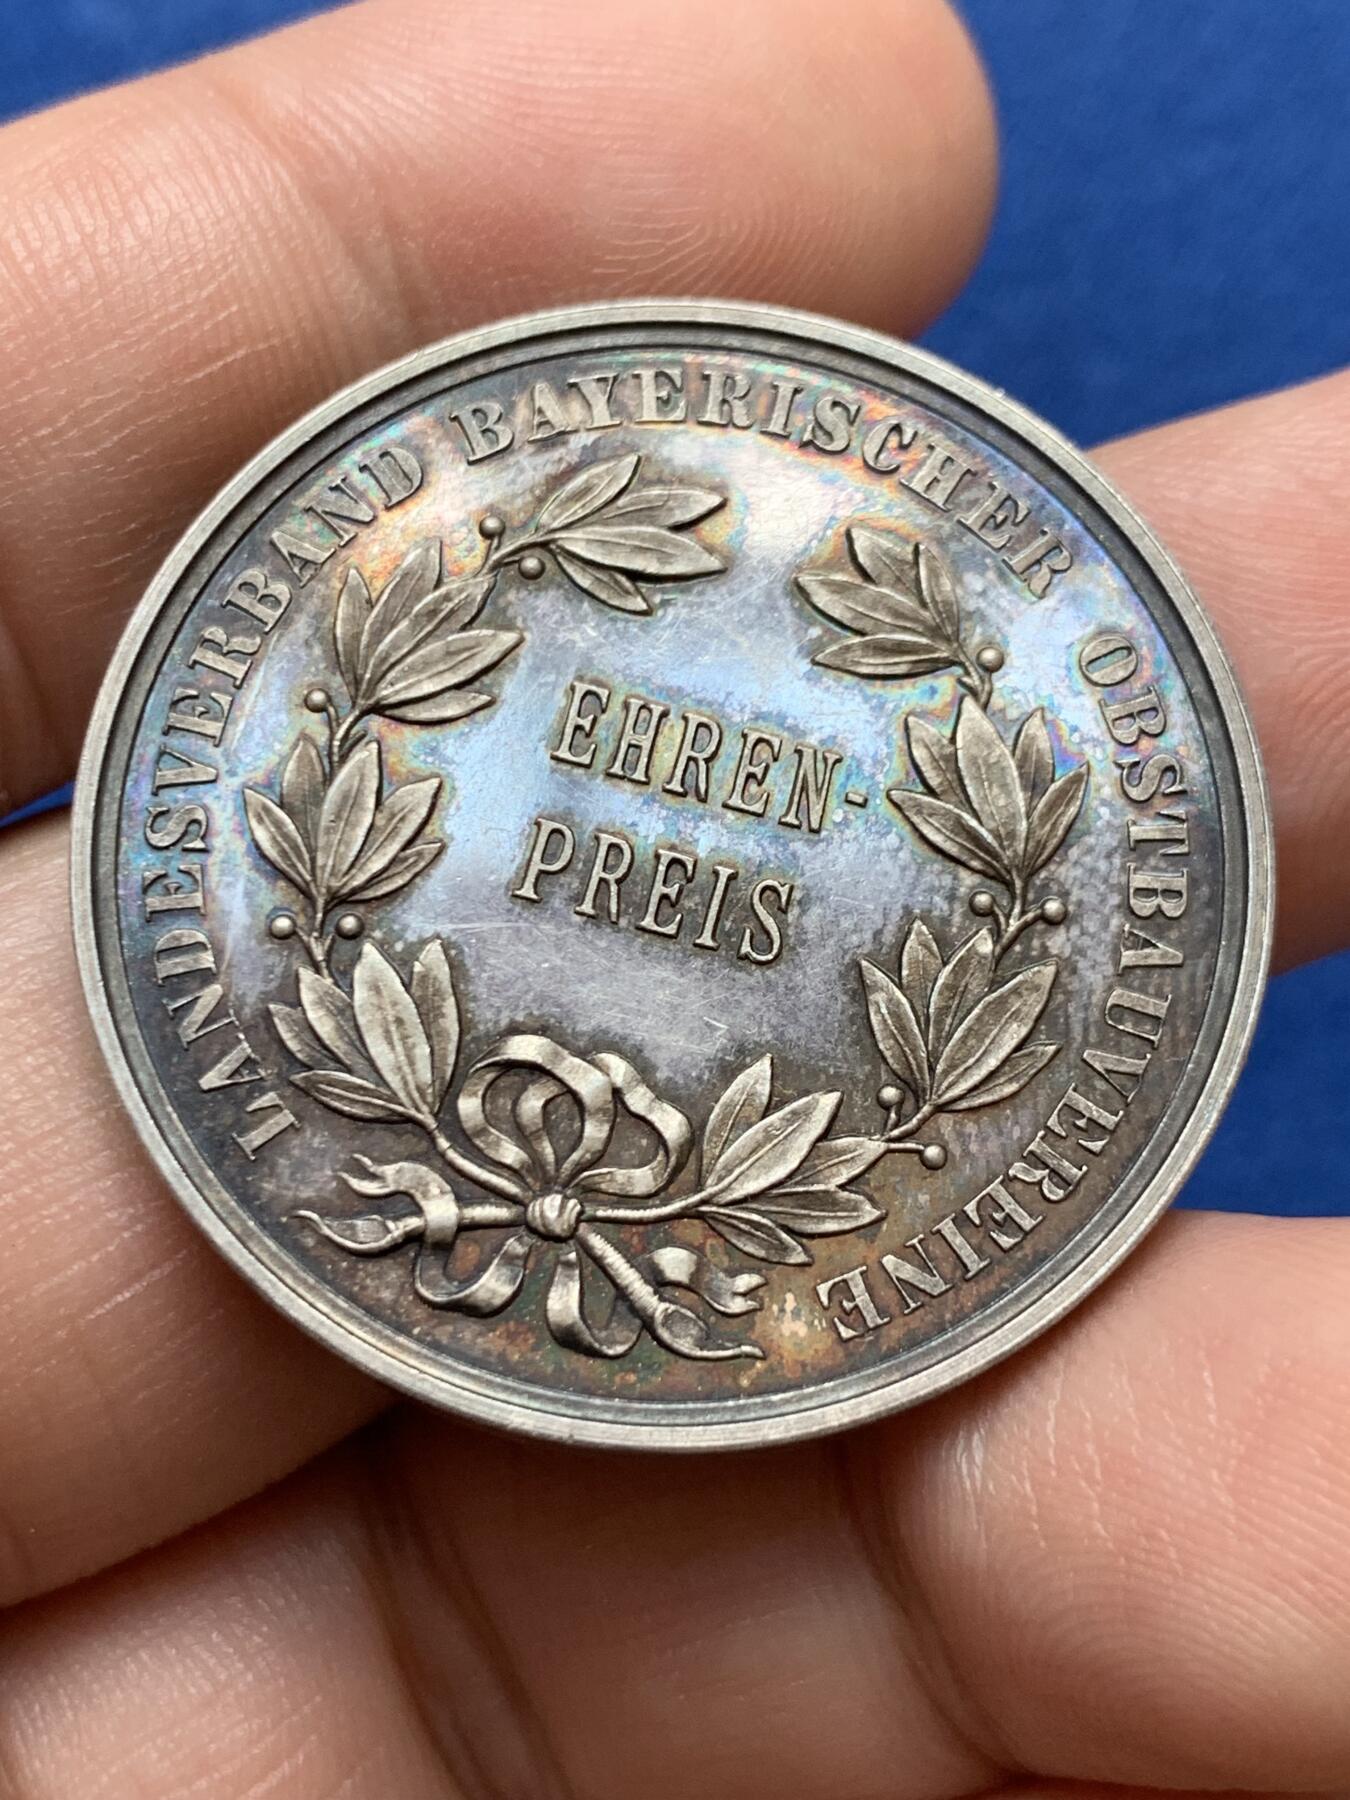 LANDESVERBAND BAYERISCHER OBSTBAUVEREINE
EHREN-
PREIS